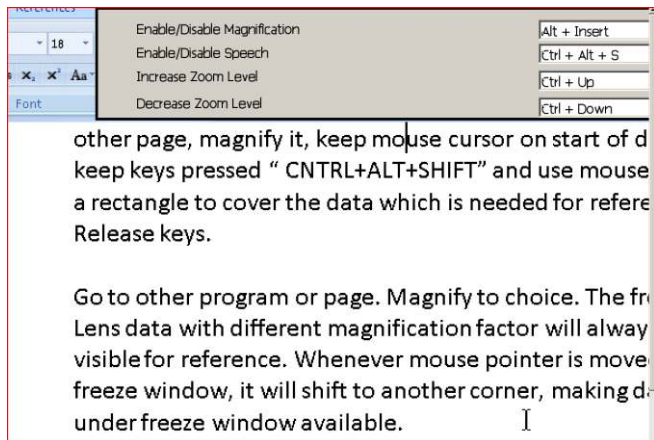 References
Enable/Disable Magnification Alt + Insert
18 Enable/Disable Speech Ctrl + Alt + S
X₂ X² Aa Increase Zoom Level Ctrl + Up
Font Decrease Zoom Level Ctrl + Down
other page, magnify it, keep mouse cursor on start of d
keep keys pressed “ CNTRL+ALT+SHIFT” and use mouse
a rectangle to cover the data which is needed for refere
Release keys.
Go to other program or page. Magnify to choice. The fr
Lens data with different magnification factor will alway
visible for reference. Whenever mouse pointer is move
freeze window, it will shift to another corner, making d
under freeze window available.